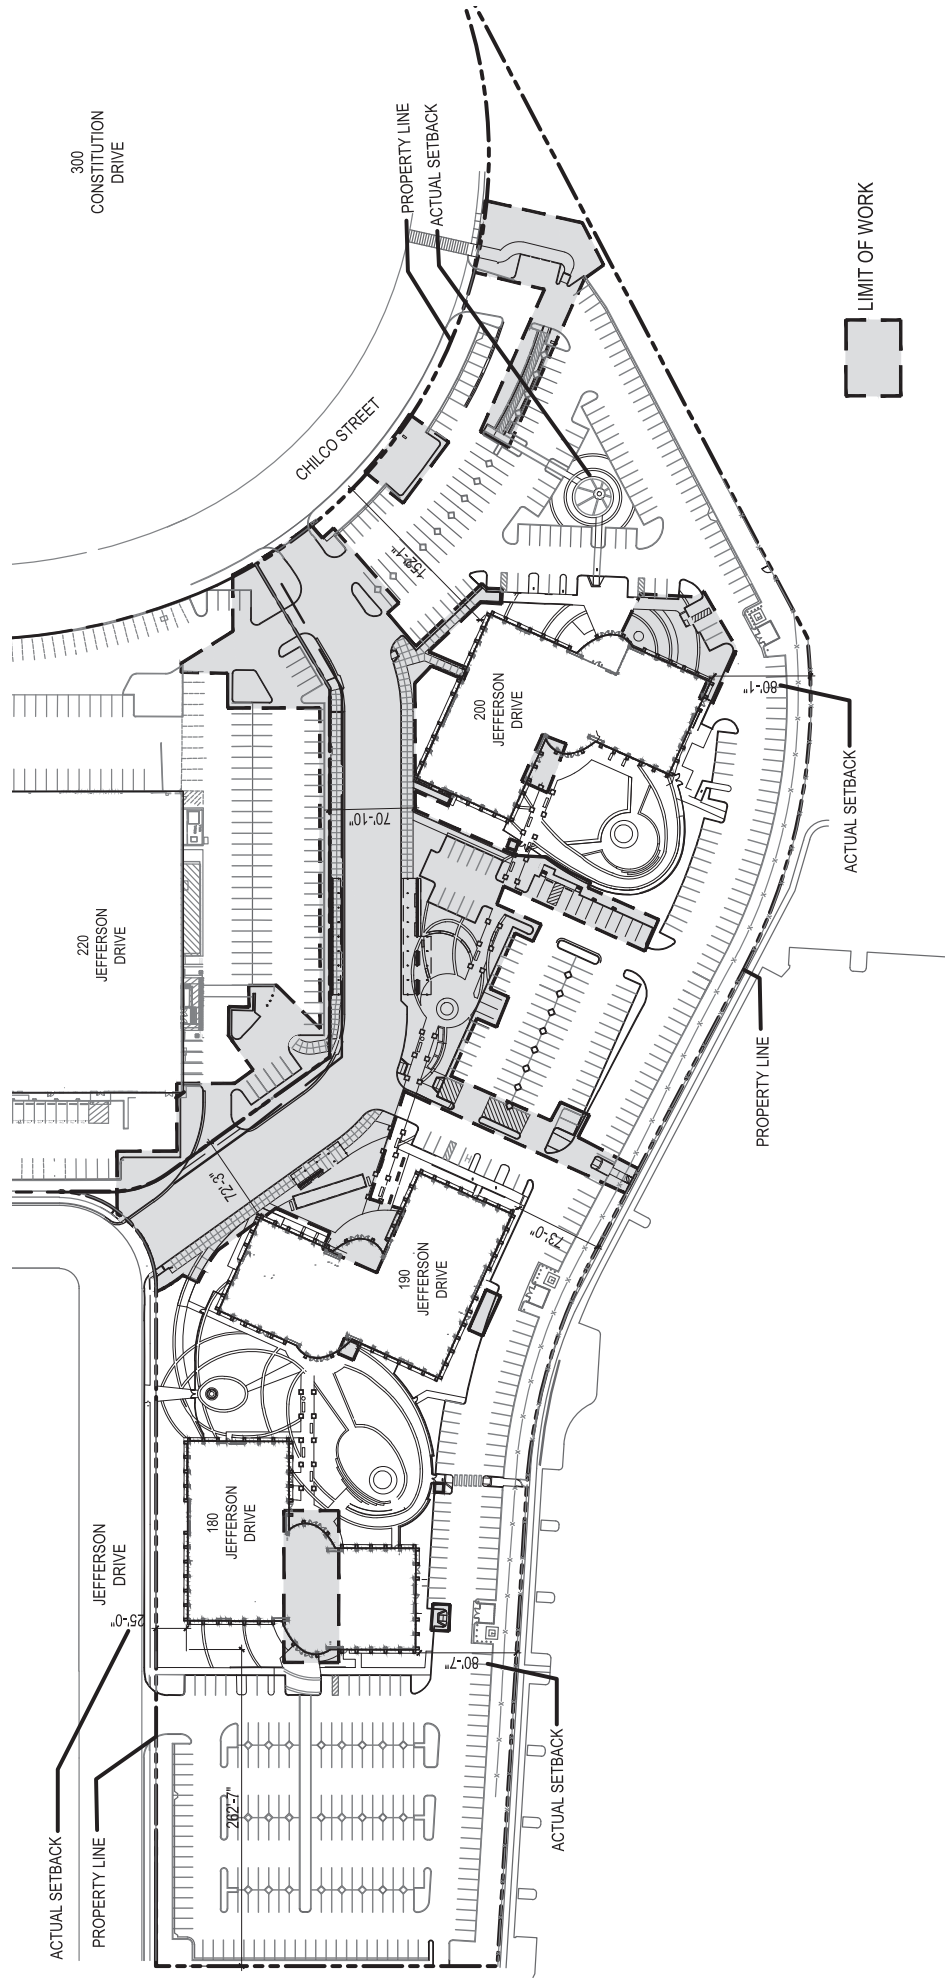 300
CONSTITUTION
DRIVE
PROPERTY LINE
ACTUAL SETBACK
LIMIT OF WORK
CHILCO STREET
152'-1"
200
JEFFERSON
DRIVE
80'-1"
ACTUAL SETBACK
70'-10"
220
JEFFERSON
DRIVE
PROPERTY LINE
72'-3"
73'-0"
190
JEFFERSON
DRIVE
180
JEFFERSON
DRIVE
JEFFERSON
DRIVE
25'-0"
80'-7"
ACTUAL SETBACK
262'-7"
ACTUAL SETBACK
PROPERTY LINE